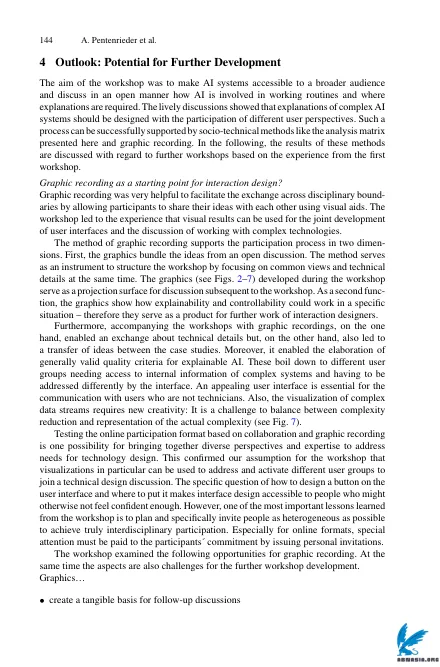 144 A. Pentenrieder et al.
4 Outlook: Potential for Further Development
The aim of the workshop was to make AI systems accessible to a broader audience
and discuss in an open manner how AI is involved in working routines and where
explanations are required. The lively discussions showed that explanations of complex AI
systems should be designed with the participation of different user perspectives. Such a
process can be successfully supported by socio-technical methods like the analysis matrix
presented here and graphic recording. In the following, the results of these methods
are discussed with regard to further workshops based on the experience from the first
workshop.
Graphic recording as a starting point for interaction design?
Graphic recording was very helpful to facilitate the exchange across disciplinary bound-
aries by allowing participants to share their ideas with each other using visual aids. The
workshop led to the experience that visual results can be used for the joint development
of user interfaces and the discussion of working with complex technologies.
The method of graphic recording supports the participation process in two dimen-
sions. First, the graphics bundle the ideas from an open discussion. The method serves
as an instrument to structure the workshop by focusing on common views and technical
details at the same time. The graphics (see Figs. 2–7) developed during the workshop
serve as a projection surface for discussion subsequent to the workshop. As a second func-
tion, the graphics show how explainability and controllability could work in a specific
situation – therefore they serve as a product for further work of interaction designers.
Furthermore, accompanying the workshops with graphic recordings, on the one
hand, enabled an exchange about technical details but, on the other hand, also led to
a transfer of ideas between the case studies. Moreover, it enabled the elaboration of
generally valid quality criteria for explainable AI. These boil down to different user
groups needing access to internal information of complex systems and having to be
addressed differently by the interface. An appealing user interface is essential for the
communication with users who are not technicians. Also, the visualization of complex
data streams requires new creativity: It is a challenge to balance between complexity
reduction and representation of the actual complexity (see Fig. 7).
Testing the online participation format based on collaboration and graphic recording
is one possibility for bringing together diverse perspectives and expertise to address
needs for technology design. This confirmed our assumption for the workshop that
visualizations in particular can be used to address and activate different user groups to
join a technical design discussion. The specific question of how to design a button on the
user interface and where to put it makes interface design accessible to people who might
otherwise not feel confident enough. However, one of the most important lessons learned
from the workshop is to plan and specifically invite people as heterogeneous as possible
to achieve truly interdisciplinary participation. Especially for online formats, special
attention must be paid to the participants´ commitment by issuing personal invitations.
The workshop examined the following opportunities for graphic recording. At the
same time the aspects are also challenges for the further workshop development.
Graphics…
• create a tangible basis for follow-up discussions